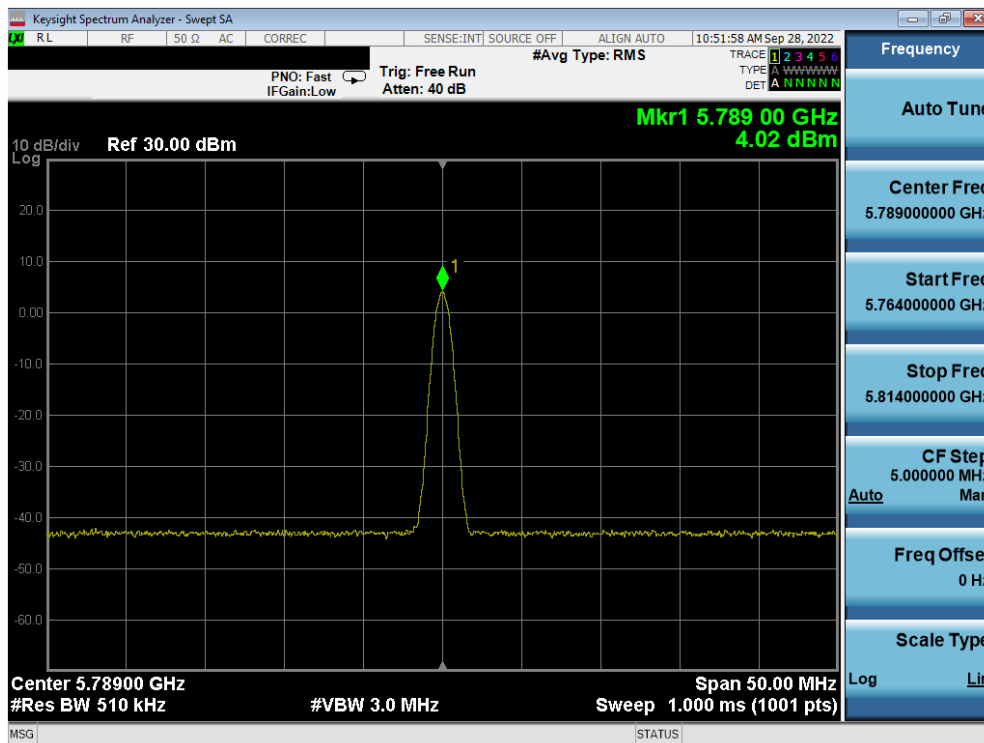 Keysight Spectrum Analyzer - Swept SA
LXI RL RF 50 Ω AC CORREC SENSE:INT SOURCE OFF ALIGN AUTO 10:51:58 AM Sep 28, 2022
#Avg Type: RMS
TRACE 1 2 3 4 5 6
PNO: Fast Trig: Free Run
TYPE A WWWWW
IFGain:Low Atten: 40 dB
DET A N N N N N
Mkr1 5.789 00 GHz
4.02 dBm
10 dB/div Ref 30.00 dBm
Log
20.0
10.0
1
0.00
-10.0
-20.0
-30.0
-40.0
-50.0
-60.0
Center 5.78900 GHz Span 50.00 MHz
#Res BW 510 kHz #VBW 3.0 MHz Sweep 1.000 ms (1001 pts)
MSG STATUS
Frequency
Auto Tune
Center Freq
5.789000000 GHz
Start Freq
5.764000000 GHz
Stop Freq
5.814000000 GHz
CF Step
5.000000 MHz
Auto Man
Freq Offset
0 Hz
Scale Type
Log Lin